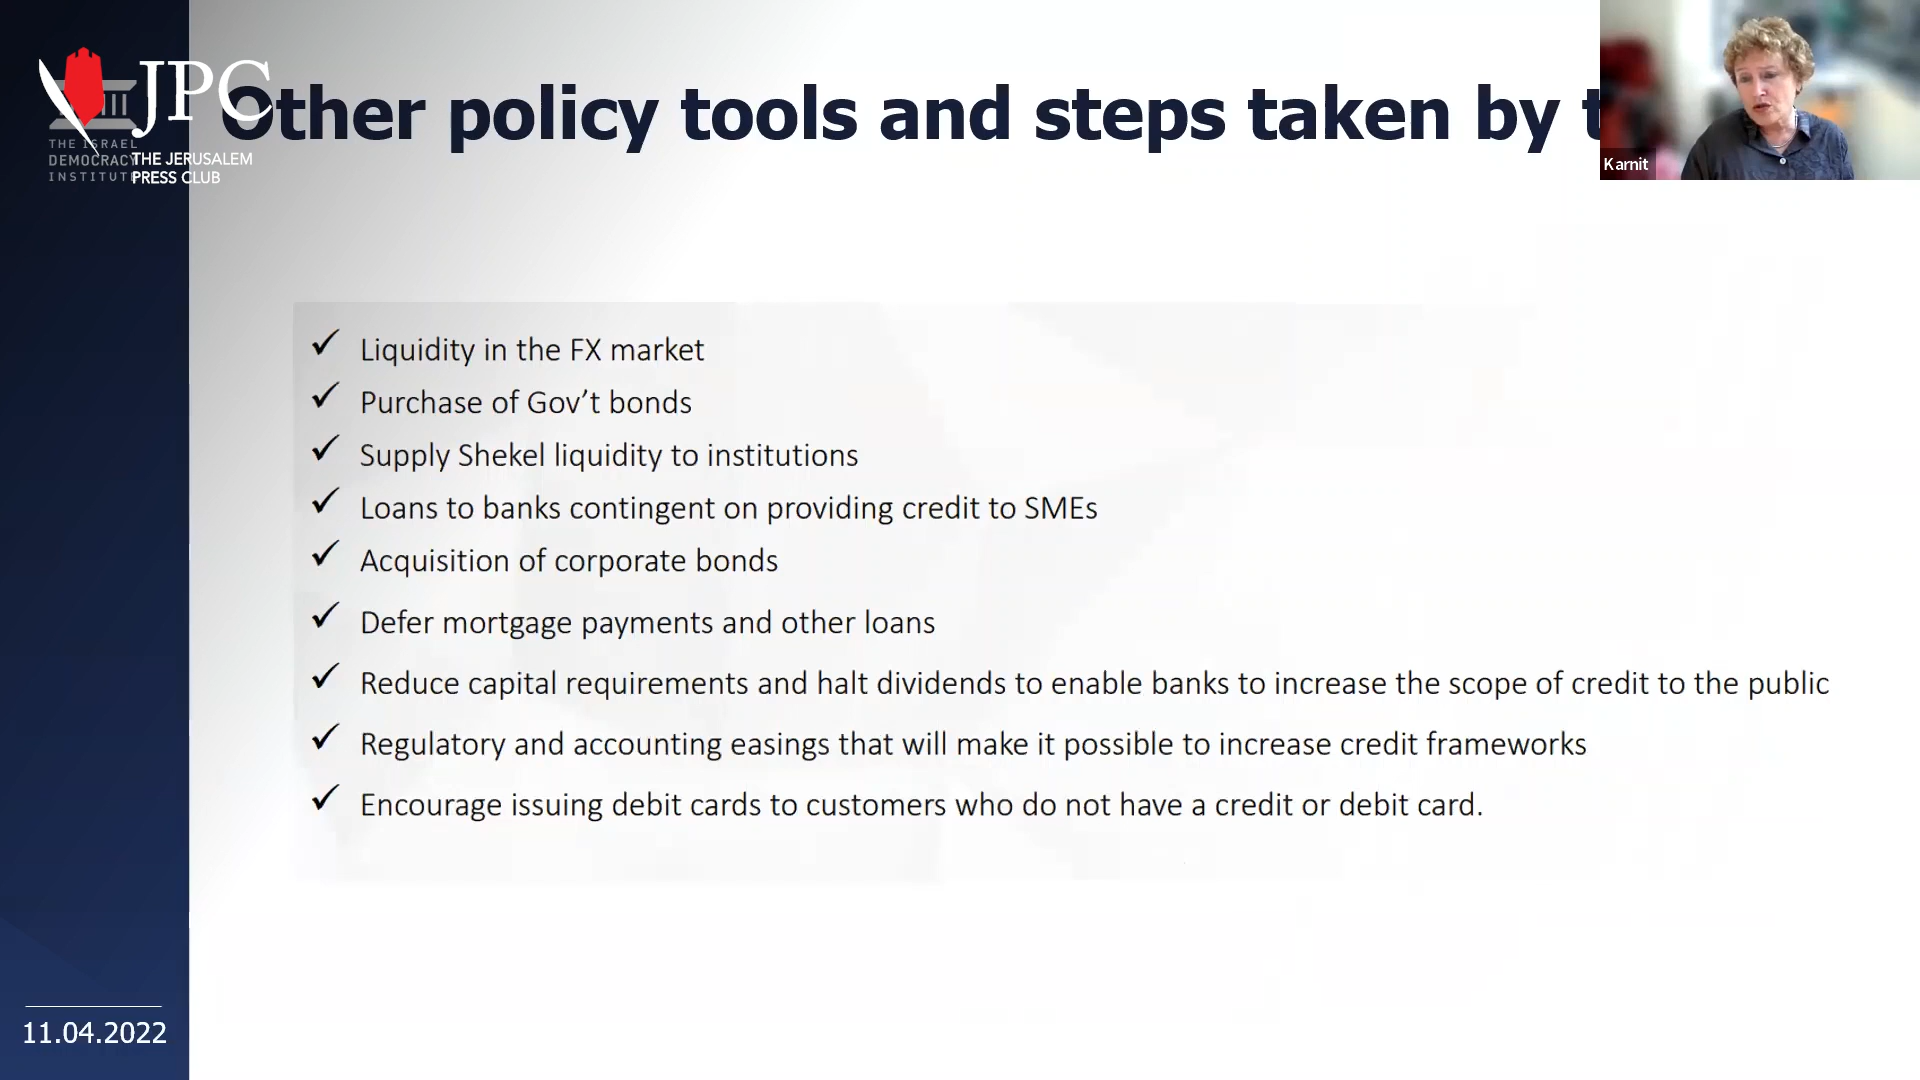 JPC
THE JERUSALEM
PRESS CLUB
THE ISRAEL
DEMOCRACY
INSTITUTE
Other policy tools and steps taken by
Karnit
Liquidity in the FX market
Purchase of Gov’t bonds
Supply Shekel liquidity to institutions
Loans to banks contingent on providing credit to SMEs
Acquisition of corporate bonds
Defer mortgage payments and other loans
Reduce capital requirements and halt dividends to enable banks to increase the scope of credit to the public
Regulatory and accounting easings that will make it possible to increase credit frameworks
Encourage issuing debit cards to customers who do not have a credit or debit card.
11.04.2022